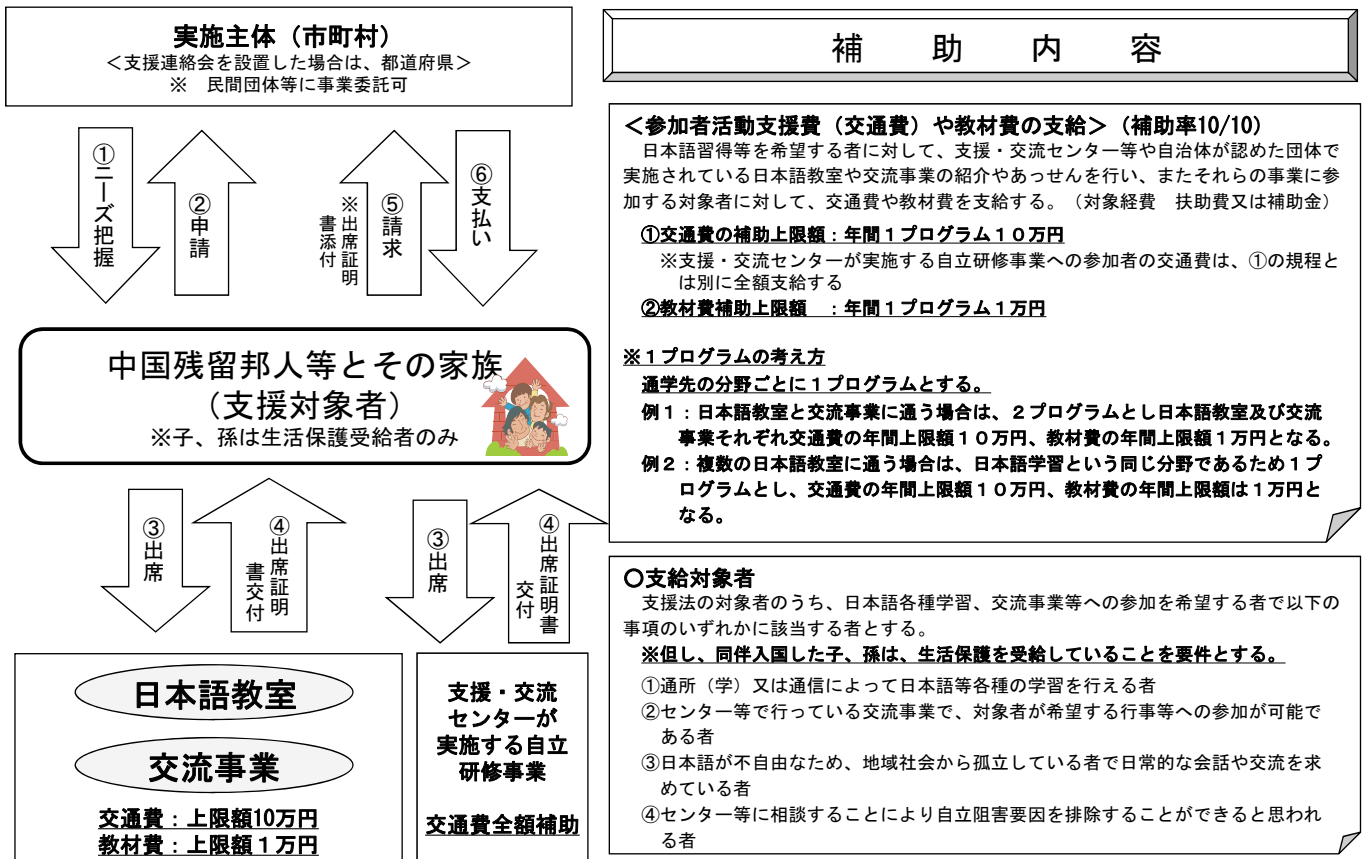 実施主体（市町村）
＜支援連絡会を設置した場合は、都道府県＞
※　民間団体等に事業委託可
①ニーズ把握
②申請
⑤請求
※出席証明
書添付
⑥支払い
中国残留邦人等とその家族
（支援対象者）
※子、孫は生活保護受給者のみ
③出席
④出席証明
書交付
③出席
④出席証明書
交付
日本語教室
交流事業
交通費：上限額10万円
教材費：上限額１万円
支援・交流
センターが
実施する自立
研修事業
交通費全額補助
補　助　内　容
＜参加者活動支援費（交通費）や教材費の支給＞（補助率10/10）
日本語習得等を希望する者に対して、支援・交流センター等や自治体が認めた団体で
実施されている日本語教室や交流事業の紹介やあっせんを行い、またそれらの事業に参
加する対象者に対して、交通費や教材費を支給する。（対象経費　扶助費又は補助金）
①交通費の補助上限額：年間１プログラム１０万円
※支援・交流センターが実施する自立研修事業への参加者の交通費は、①の規程と
は別に全額支給する
②教材費補助上限額　：年間１プログラム１万円
※１プログラムの考え方
通学先の分野ごとに１プログラムとする。
例１：日本語教室と交流事業に通う場合は、２プログラムとし日本語教室及び交流
事業それぞれ交通費の年間上限額１０万円、教材費の年間上限額１万円となる。
例２：複数の日本語教室に通う場合は、日本語学習という同じ分野であるため１プ
ログラムとし、交通費の年間上限額１０万円、教材費の年間上限額は１万円と
なる。
〇支給対象者
支援法の対象者のうち、日本語各種学習、交流事業等への参加を希望する者で以下の
事項のいずれかに該当する者とする。
※但し、同伴入国した子、孫は、生活保護を受給していることを要件とする。
①通所（学）又は通信によって日本語等各種の学習を行える者
②センター等で行っている交流事業で、対象者が希望する行事等への参加が可能で
ある者
③日本語が不自由なため、地域社会から孤立している者で日常的な会話や交流を求
めている者
④センター等に相談することにより自立阻害要因を排除することができると思われ
る者